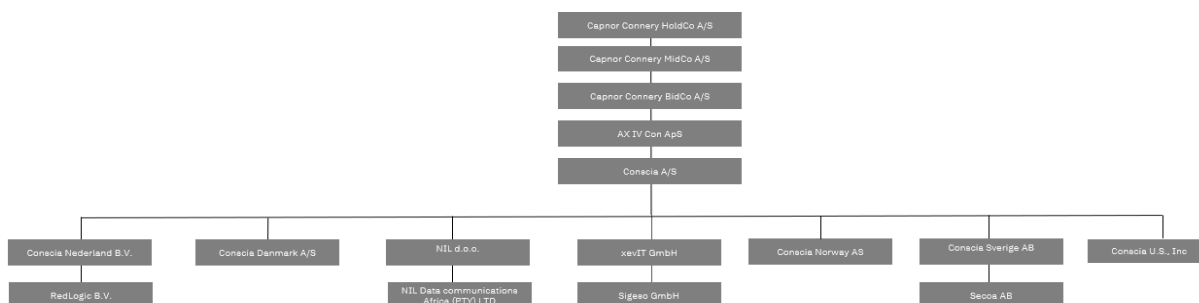 Capnor Connery HoldCo A/S
Capnor Connery MidCo A/S
Capnor Connery BidCo A/S
AX IV Con ApS
Conscia A/S
Conscia Nederland B.V.
Conscia Danmark A/S
NIL d.o.o.
xevIT GmbH
Conscia Norway AS
Conscia Sverige AB
Conscia U.S., Inc
RedLogic B.V.
NIL Data communications
Africa (PTY) LTD
Sigeso GmbH
Secoa AB